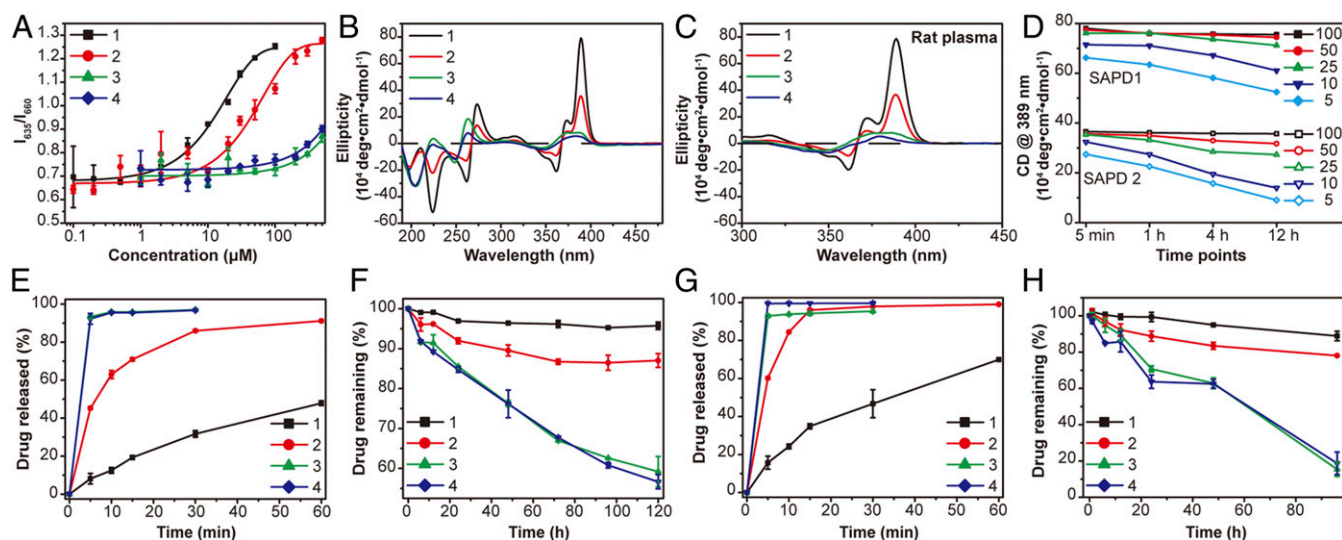 A
I635/I660
1.3
1.2
1.1
1.0
0.9
0.8
0.7
0.6
0.5
0.1 1 10 100
Concentration (µM)
1
2
3
4
B
Ellipticity
(10⁴ deg•cm²•dmol⁻¹)
80
60
40
20
0
-20
-40
-60
200 250 300 350 400 450
Wavelength (nm)
1
2
3
4
C
Rat plasma
Ellipticity
(10⁴ deg•cm²•dmol⁻¹)
80
60
40
20
0
-20
-40
-60
300 350 400 450
Wavelength (nm)
1
2
3
4
D
CD @ 389 nm
(10⁴ deg•cm²•dmol⁻¹)
80
60
40
20
0
SAPD1
SAPD 2
100
50
25
10
5
100
50
25
10
5
5 min 1 h 4 h 12 h
Time points
E
Drug released (%)
100
80
60
40
20
0
0 10 20 30 40 50 60
Time (min)
1
2
3
4
F
Drug remaining (%)
100
90
80
70
60
0 20 40 60 80 100 120
Time (h)
1
2
3
4
G
Drug released (%)
100
80
60
40
20
0
0 10 20 30 40 50 60
Time (min)
1
2
3
4
H
Drug remaining (%)
100
80
60
40
20
0
0 20 40 60 80
Time (h)
1
2
3
4